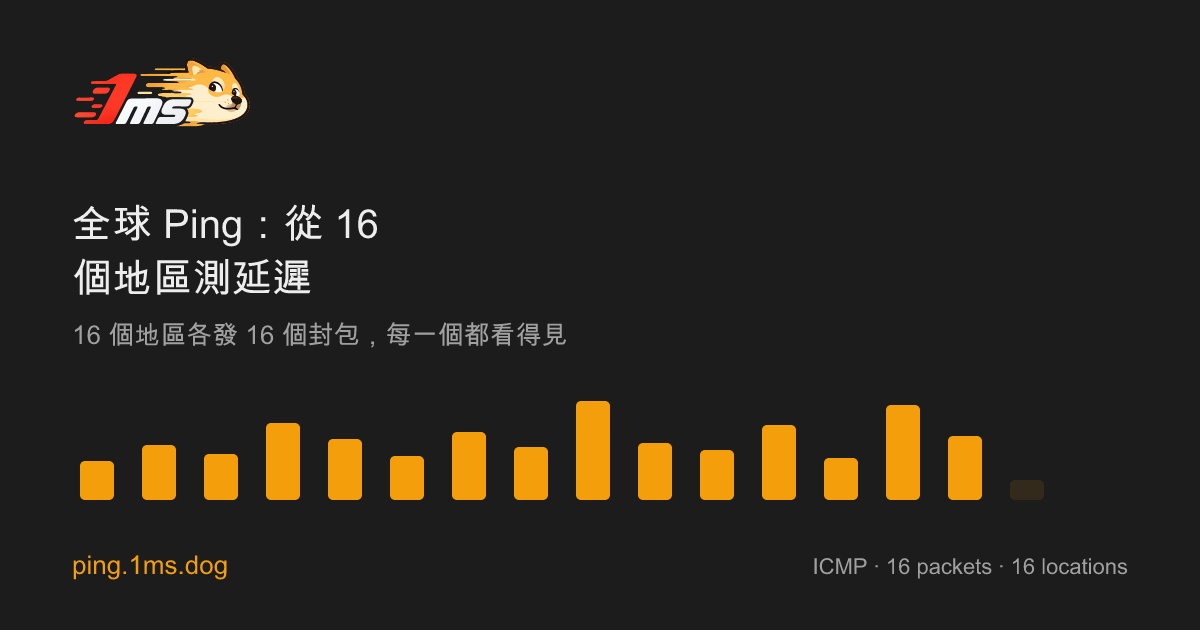 1ms
全球 Ping：從 16
個地區測延遲
16 個地區各發 16 個封包，每一個都看得見
ping.1ms.dog
ICMP · 16 packets · 16 locations